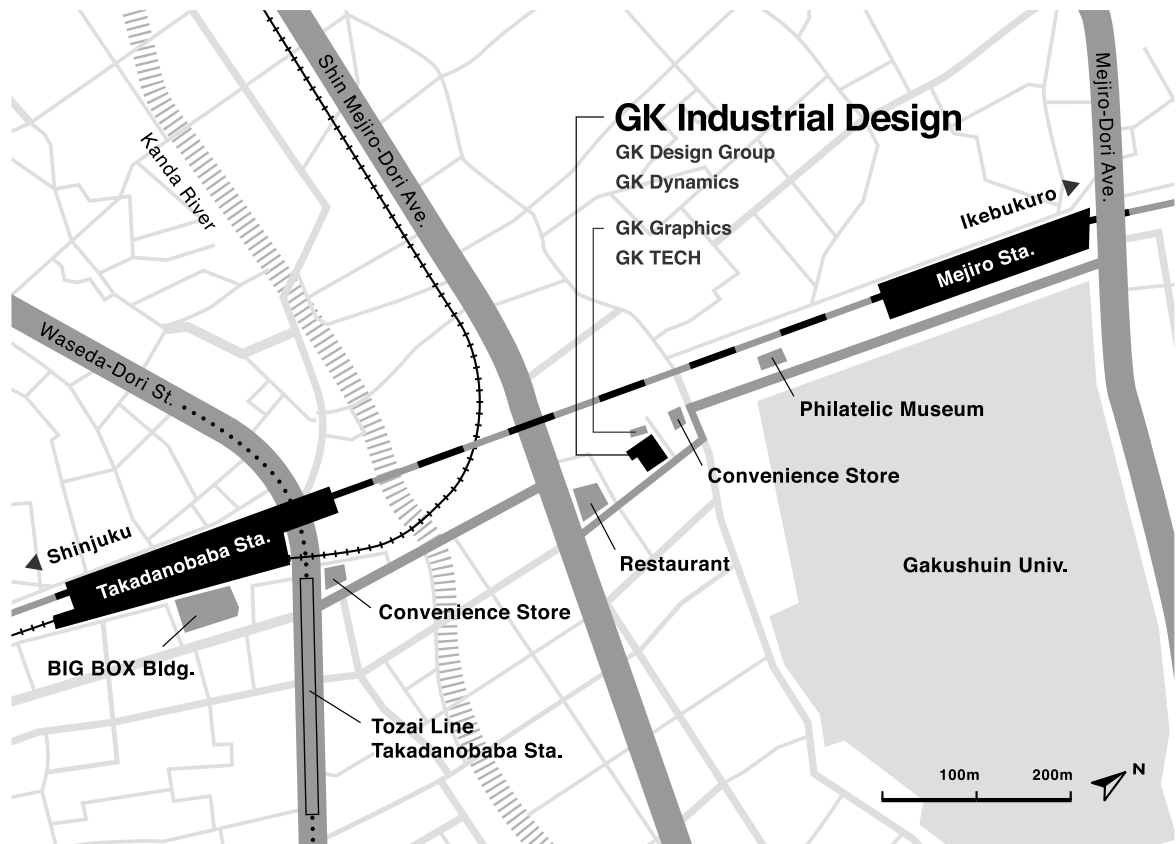 GK Industrial Design
GK Design Group
GK Dynamics
GK Graphics
GK TECH
Shin Mejiro-Dori Ave.
Mejiro-Dori Ave.
Kanda River
Ikebukuro
Mejiro Sta.
Waseda-Dori St.
Philatelic Museum
Convenience Store
Shinjuku
Takadanobaba Sta.
Restaurant
Gakushuin Univ.
Convenience Store
BIG BOX Bldg.
Tozai Line
Takadanobaba Sta.
100m
200m
N